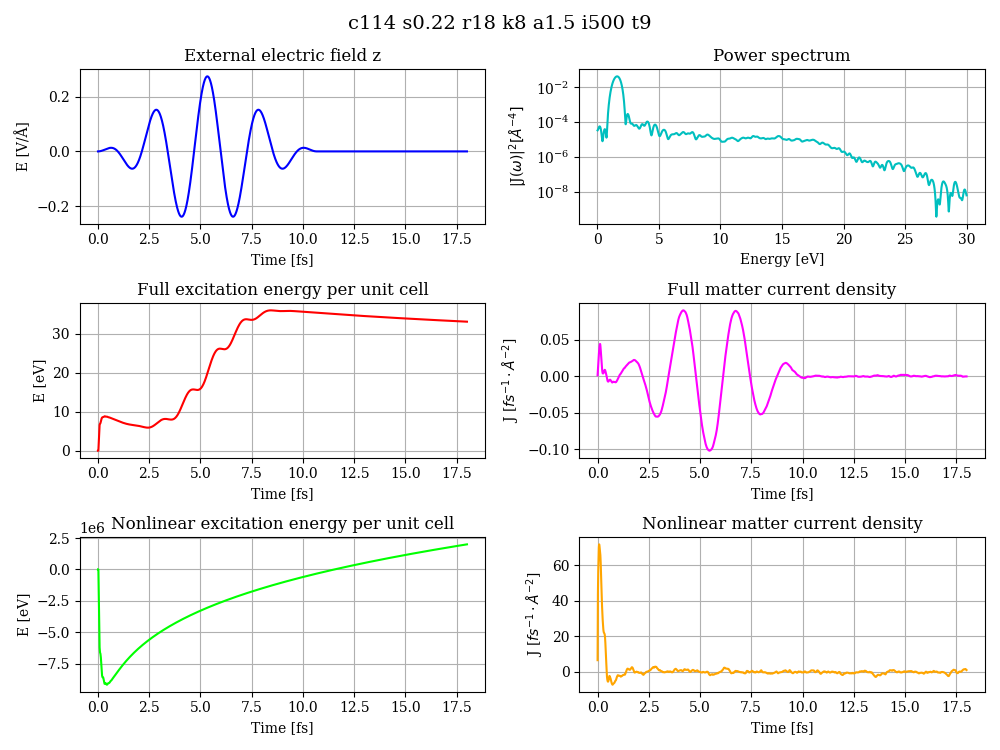 c114 s0.22 r18 k8 a1.5 i500 t9
External electric field z
E [V/Å]
0.2
0.0
−0.2
0.0 2.5 5.0 7.5 10.0 12.5 15.0 17.5
Time [fs]
Power spectrum
|J(ω)|²[Å⁻⁴]
10⁻²
10⁻⁴
10⁻⁶
10⁻⁸
0 5 10 15 20 25 30
Energy [eV]
Full excitation energy per unit cell
E [eV]
30
20
10
0
0.0 2.5 5.0 7.5 10.0 12.5 15.0 17.5
Time [fs]
Full matter current density
J [fs⁻¹·Å⁻²]
0.05
0.00
−0.05
−0.10
0.0 2.5 5.0 7.5 10.0 12.5 15.0 17.5
Time [fs]
Nonlinear excitation energy per unit cell
1e6
E [eV]
2.5
0.0
−2.5
−5.0
−7.5
0.0 2.5 5.0 7.5 10.0 12.5 15.0 17.5
Time [fs]
Nonlinear matter current density
J [fs⁻¹·Å⁻²]
60
40
20
0
0.0 2.5 5.0 7.5 10.0 12.5 15.0 17.5
Time [fs]